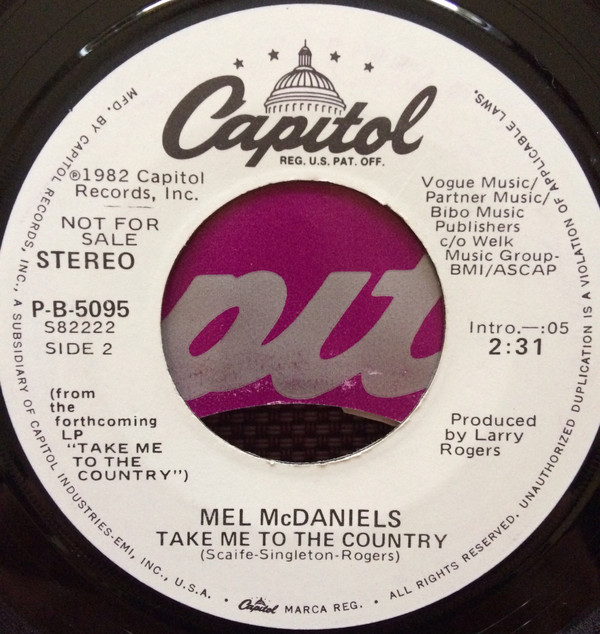 Capitol
REG. U.S. PAT. OFF.
℗1982 Capitol
Records, Inc.
NOT FOR
SALE
STEREO
P-B-5095
S82222
SIDE 2
(from
the
forthcoming
LP
"TAKE ME
TO THE
COUNTRY")
Vogue Music/
Partner Music/
Bibo Music
Publishers
c/o Welk
Music Group-
BMI/ASCAP
Intro.—:05
2:31
Produced
by Larry
Rogers
MEL McDANIELS
TAKE ME TO THE COUNTRY
(Scaife-Singleton-Rogers)
MFD. BY CAPITOL RECORDS, INC., A SUBSIDIARY OF CAPITOL INDUSTRIES-EMI, INC., U.S.A. • Capitol MARCA REG. • ALL RIGHTS RESERVED. UNAUTHORIZED DUPLICATION IS A VIOLATION OF APPLICABLE LAWS.